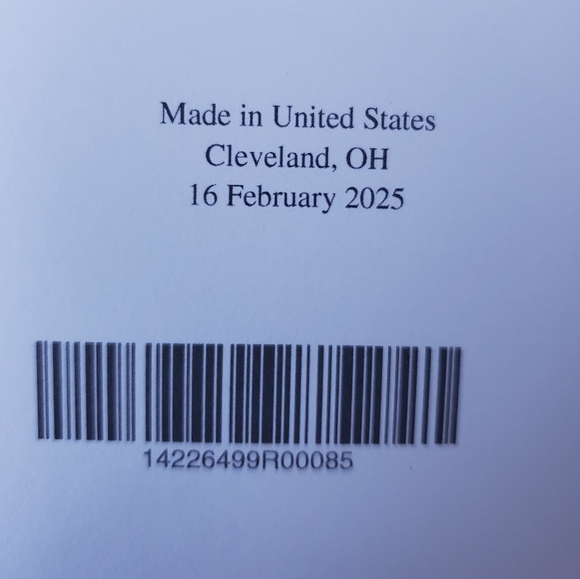 Made in United States
Cleveland, OH
16 February 2025
14226499R00085